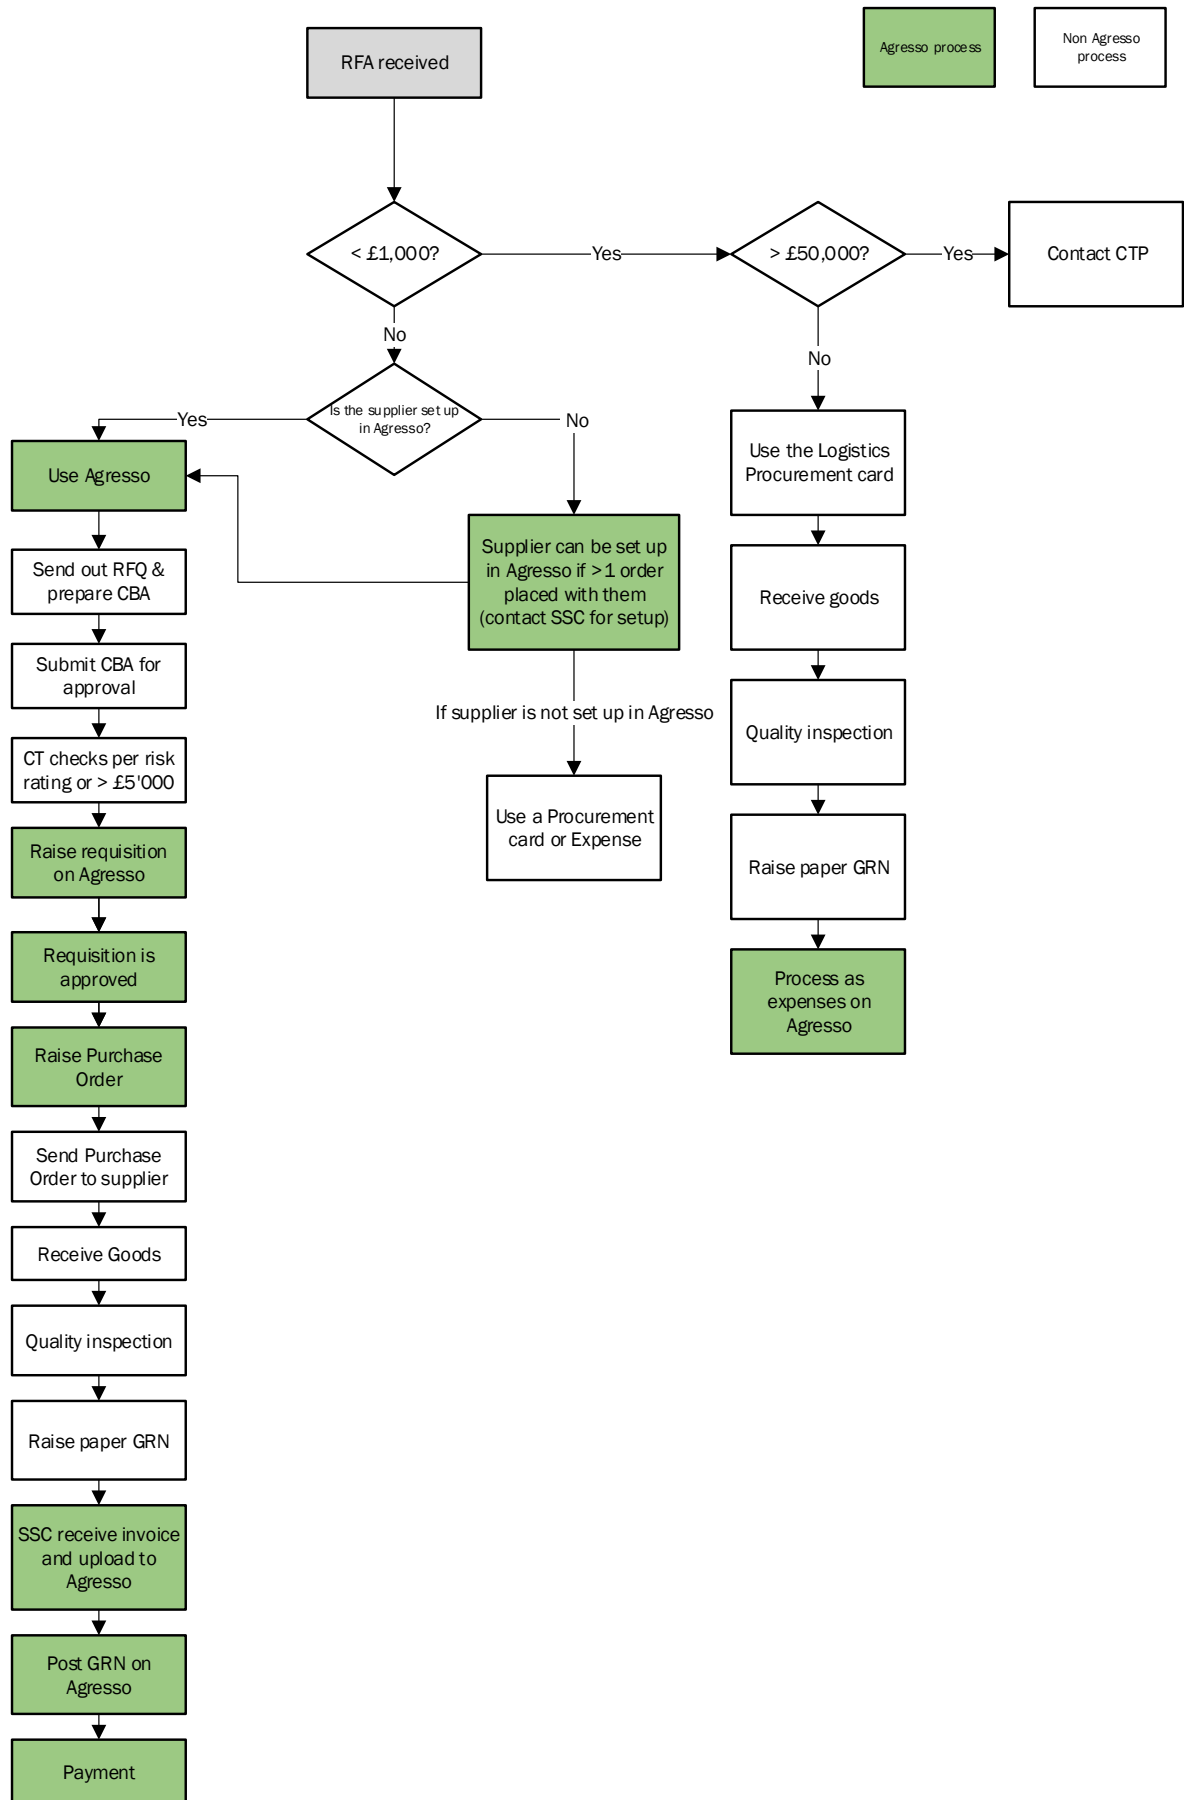 RFA received
Agresso process
Non Agresso
process
< £1,000?
Yes
> £50,000?
Yes
Contact CTP
No
No
Is the supplier set up
in Agresso?
Yes
No
Use Agresso
Send out RFQ &
prepare CBA
Submit CBA for
approval
CT checks per risk
rating or > £5'000
Raise requisition
on Agresso
Requisition is
approved
Raise Purchase
Order
Send Purchase
Order to supplier
Receive Goods
Quality inspection
Raise paper GRN
SSC receive invoice
and upload to
Agresso
Post GRN on
Agresso
Payment
Supplier can be set up
in Agresso if >1 order
placed with them
(contact SSC for setup)
If supplier is not set up in Agresso
Use a Procurement
card or Expense
Use the Logistics
Procurement card
Receive goods
Quality inspection
Raise paper GRN
Process as
expenses on
Agresso